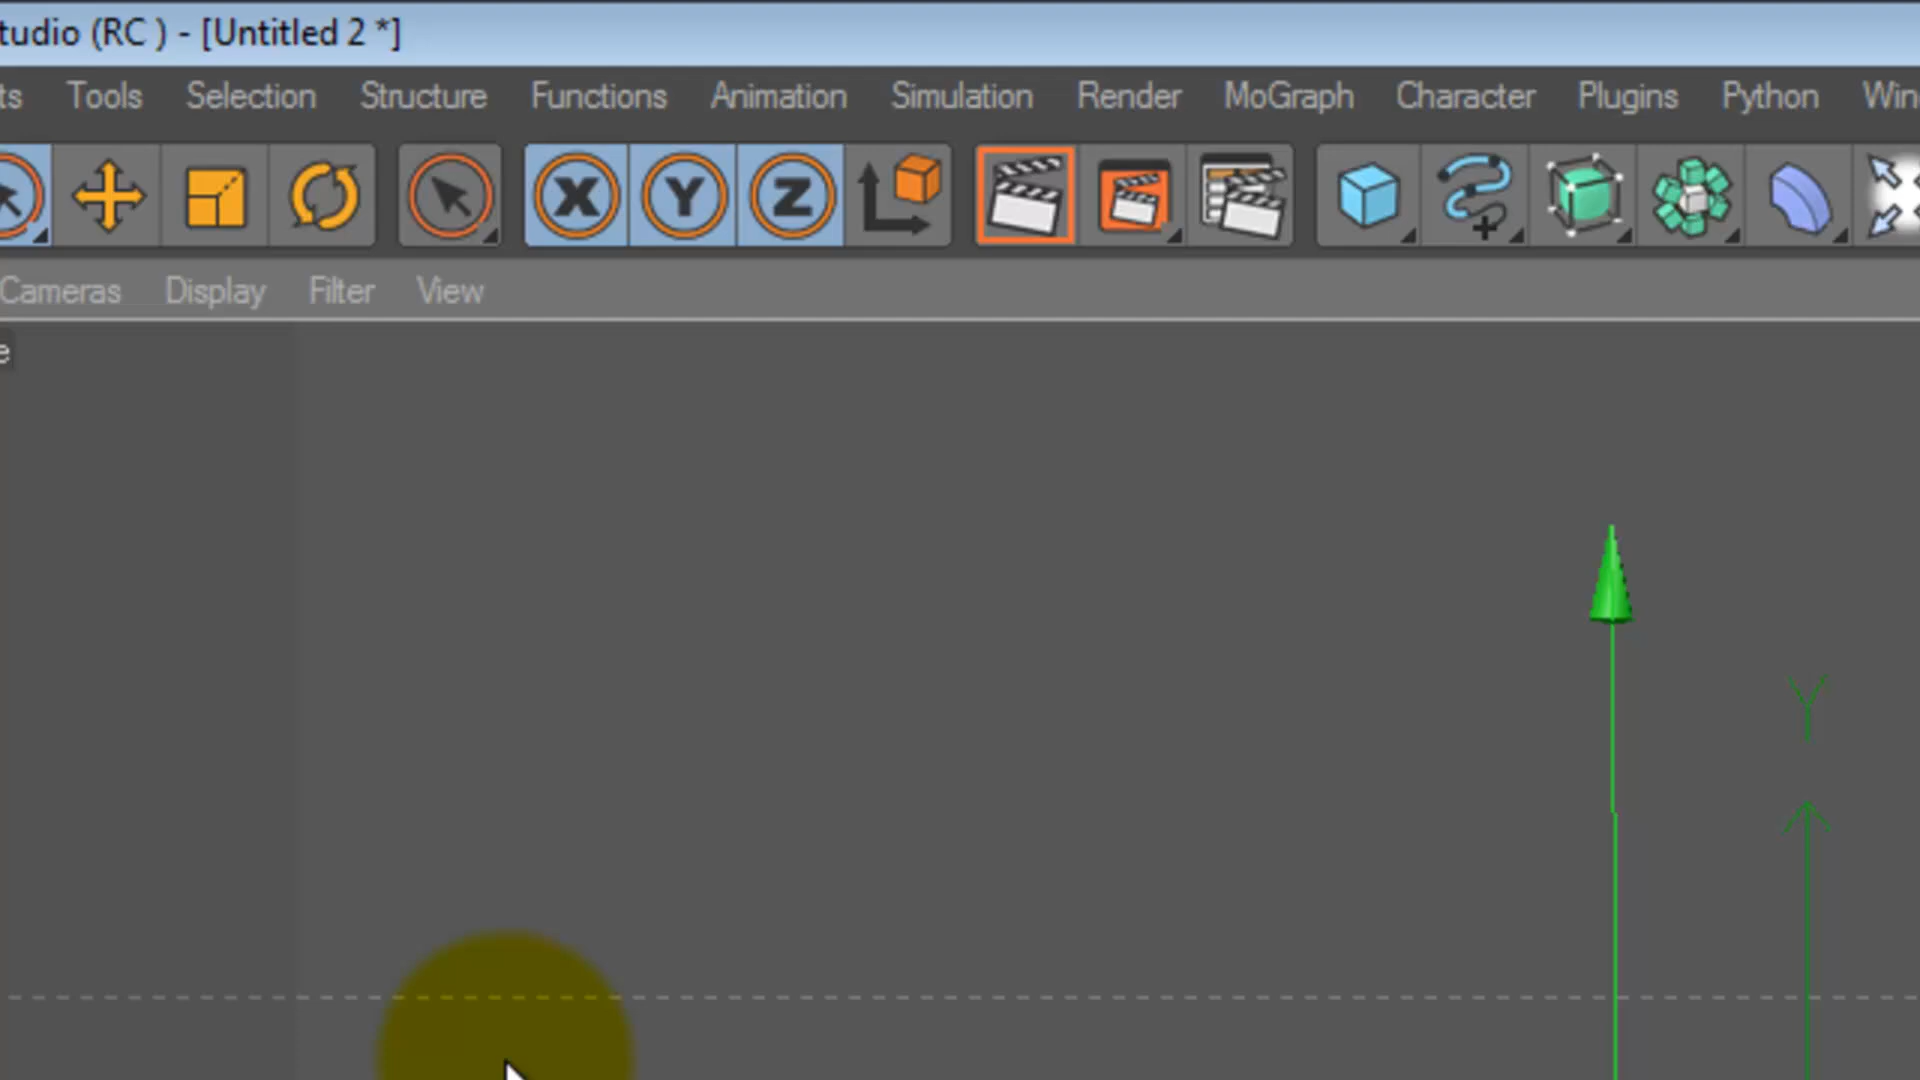 tudio (RC ) - [Untitled 2 *]
ts Tools Selection Structure Functions Animation Simulation Render MoGraph Character Plugins Python Win
X Y Z
Cameras Display Filter View
e
Y